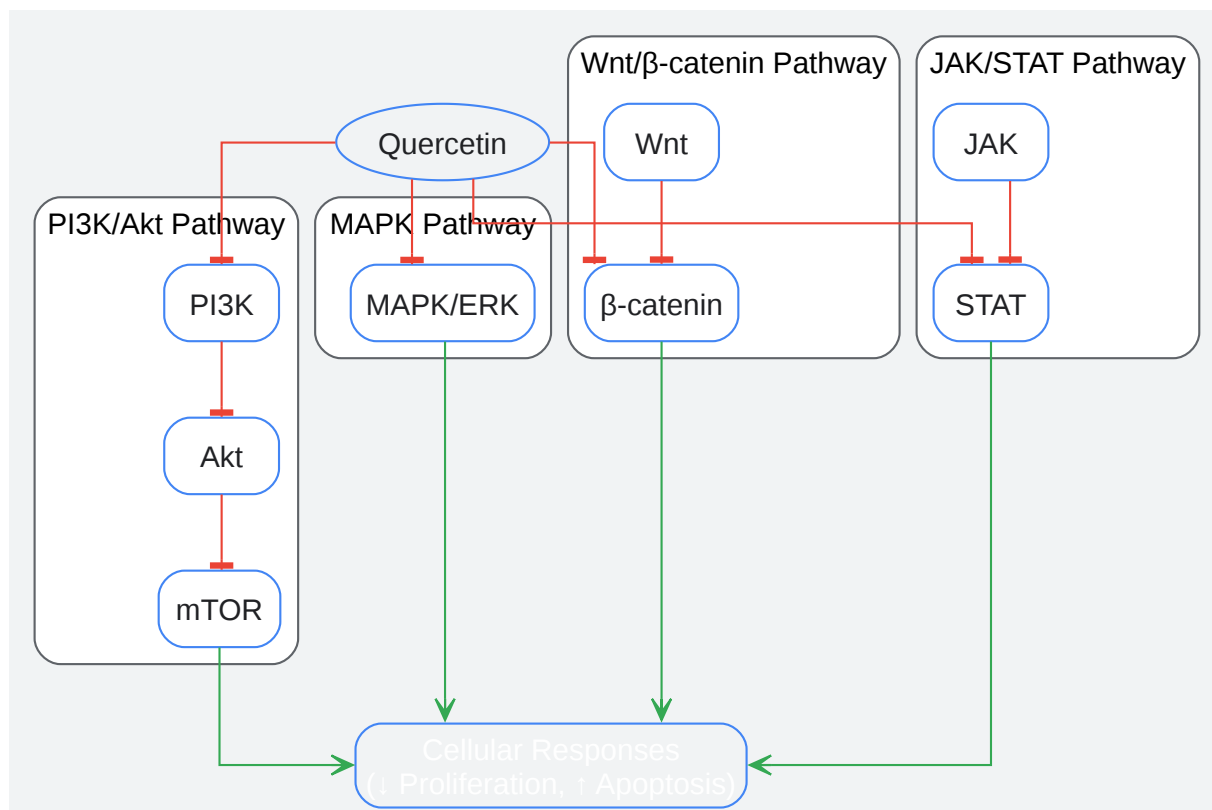 Wnt/β-catenin Pathway
JAK/STAT Pathway
Quercetin
Wnt
JAK
PI3K/Akt Pathway
MAPK Pathway
PI3K
MAPK/ERK
β-catenin
STAT
Akt
mTOR
Cellular Responses
(↓ Proliferation, ↑ Apoptosis)